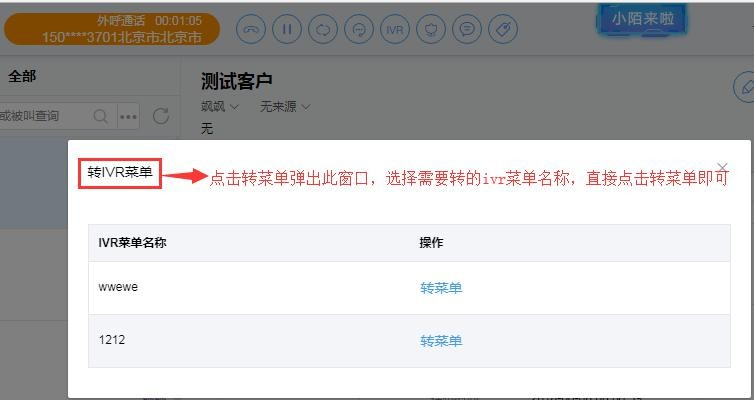 外呼通话 00:01:05
150****3701北京市北京市
IVR
小陌来啦
全部
测试客户
飒飒
无来源
或被叫查询
无
转IVR菜单
点击转菜单弹出此窗口，选择需要转的ivr菜单名称，直接点击转菜单即可
IVR菜单名称 操作
wwewe 转菜单
1212 转菜单